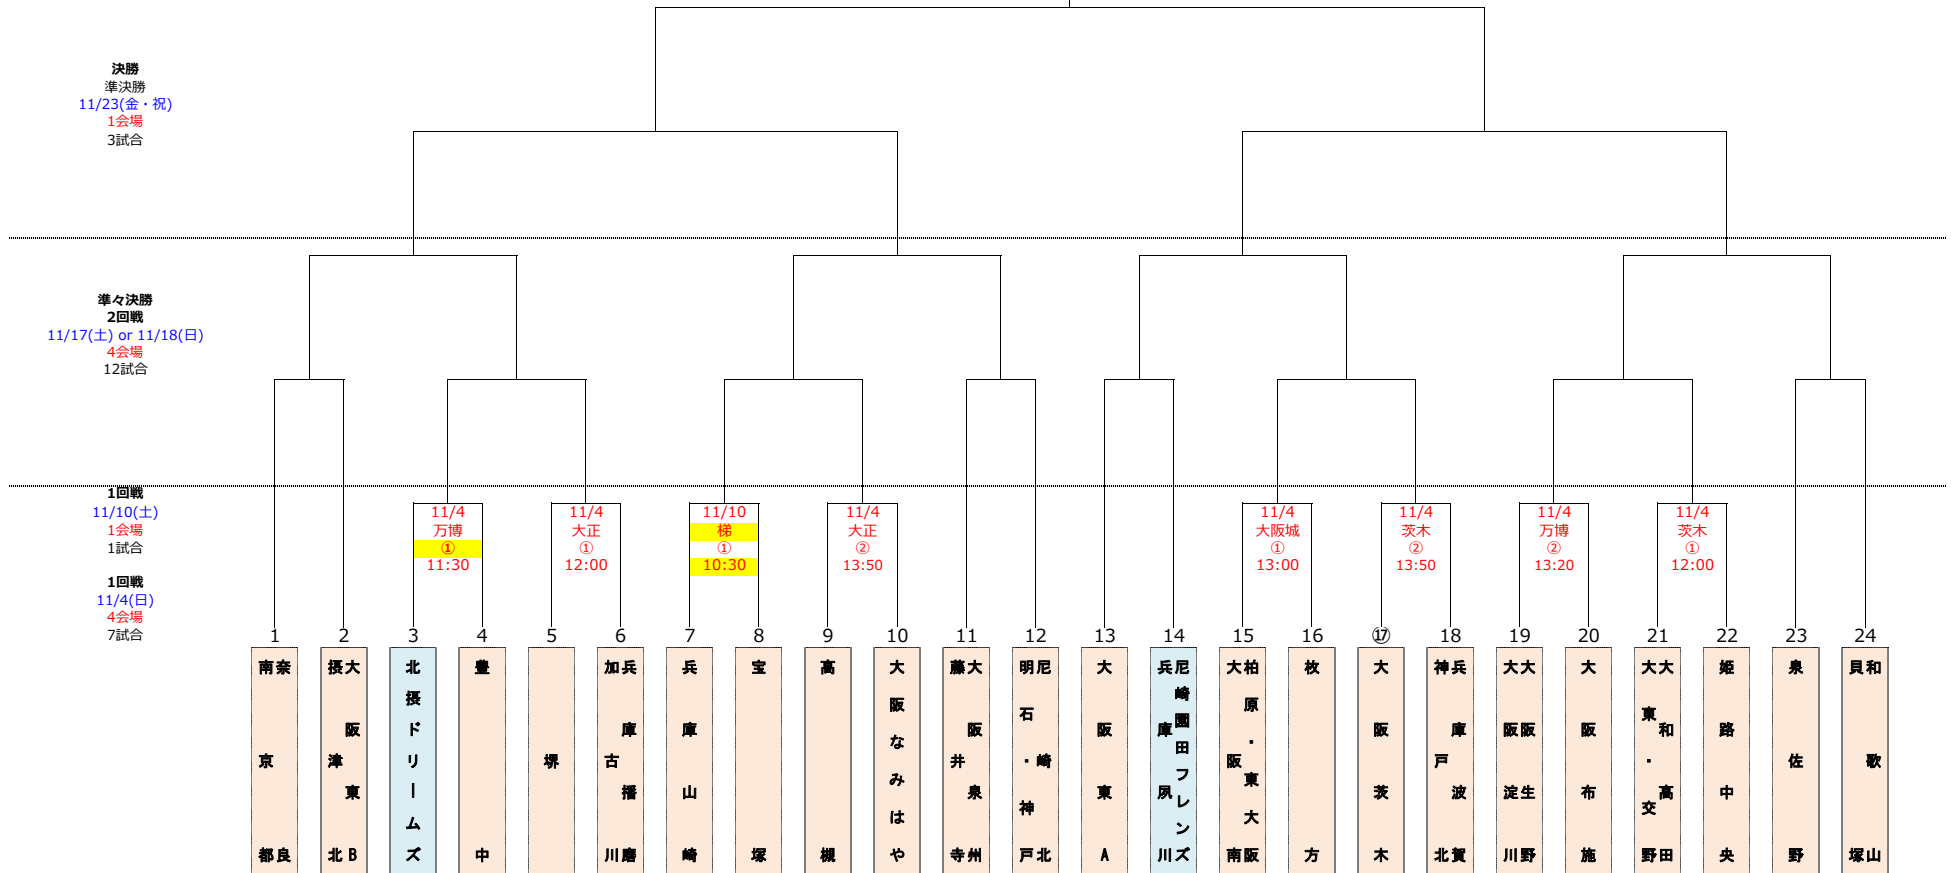 決勝
準決勝
11/23(金・祝)
1会場
3試合
準々決勝
2回戦
11/17(土) or 11/18(日)
4会場
12試合
1回戦
11/10(土)
1会場
1試合
1回戦
11/4(日)
4会場
7試合
11/4
万博
①
11:30
11/4
大正
①
12:00
11/10
梯
①
10:30
11/4
大正
②
13:50
11/4
大阪城
①
13:00
11/4
茨木
②
13:50
11/4
万博
②
13:20
11/4
茨木
①
12:00
1 2 3 4 5 6 7 8 9 10 11 12 13 14 15 16 ⑰ 18 19 20 21 22 23 24
奈良
南京都
大阪東B
摂津北
北摂ドリームズ
豊中
堺
兵庫播磨
加古川
兵庫山崎
宝塚
高槻
大阪なみはや
大阪泉州
藤井寺
尼崎北
明石・神戸
大阪東A
尼崎園田フレンズ
兵庫夙川
柏原・東大阪
大阪南
枚方
大阪茨木
兵庫波賀
神戸北
大阪生野
大阪淀川
大阪布施
大和高田
大東・交野
姫路中央
泉佐野
和歌山
貝塚